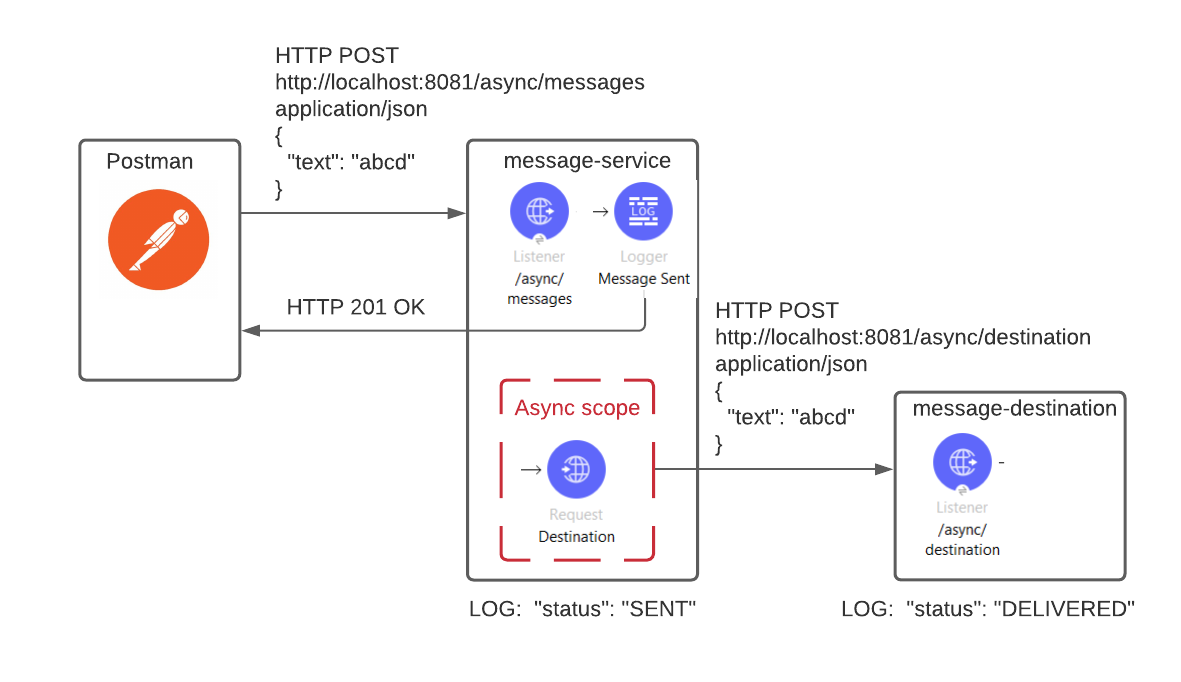 HTTP POST
http://localhost:8081/async/messages
application/json
{
"text": "abcd"
}
Postman
message-service
LOG
Listener
/async/
messages
Logger
Message Sent
HTTP 201 OK
HTTP POST
http://localhost:8081/async/destination
application/json
{
"text": "abcd"
}
Async scope
Request
Destination
message-destination
-
Listener
/async/
destination
LOG:  "status": "SENT"
LOG:  "status": "DELIVERED"